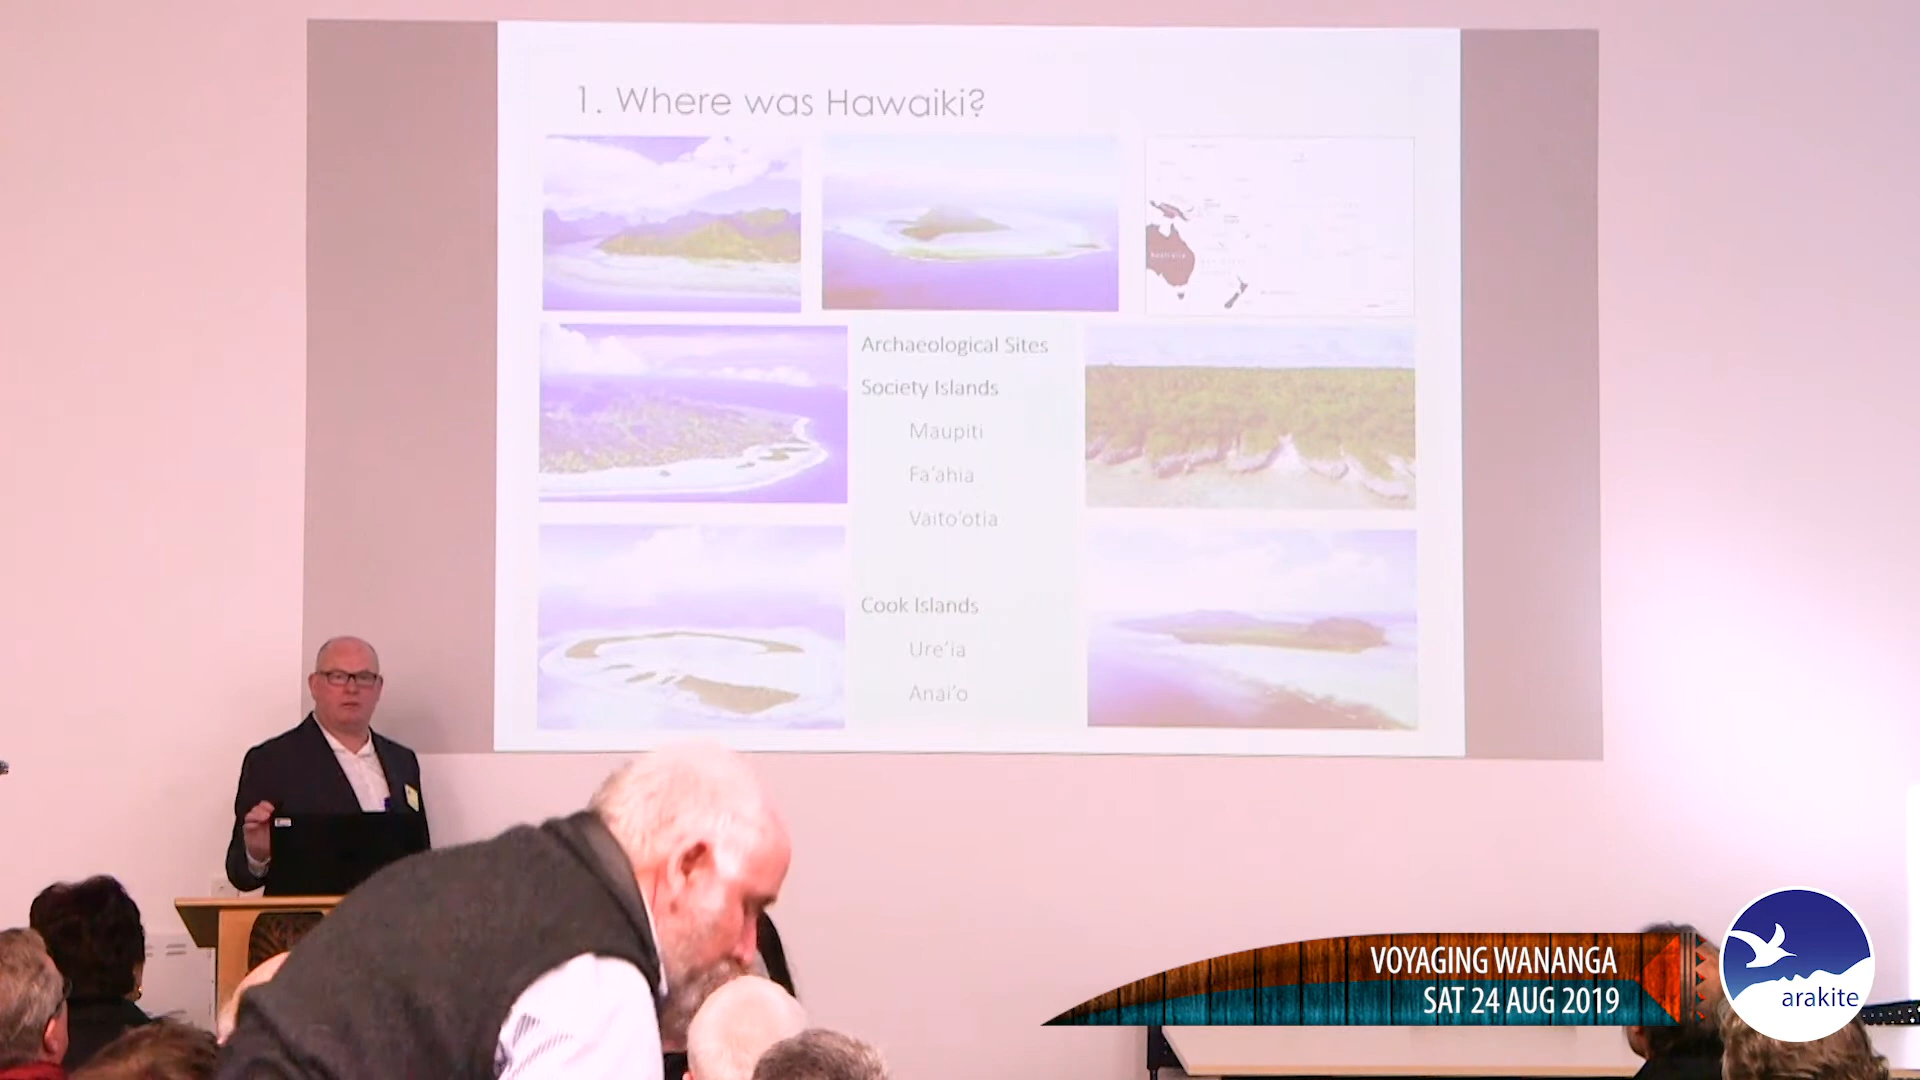 1. Where was Hawaiki?
Australia
Archaeological Sites
Society Islands
Maupiti
Fa'ahia
Vaito'otia
Cook Islands
Ure'ia
Anai'o
VOYAGING WANANGA
SAT 24 AUG 2019
arakite